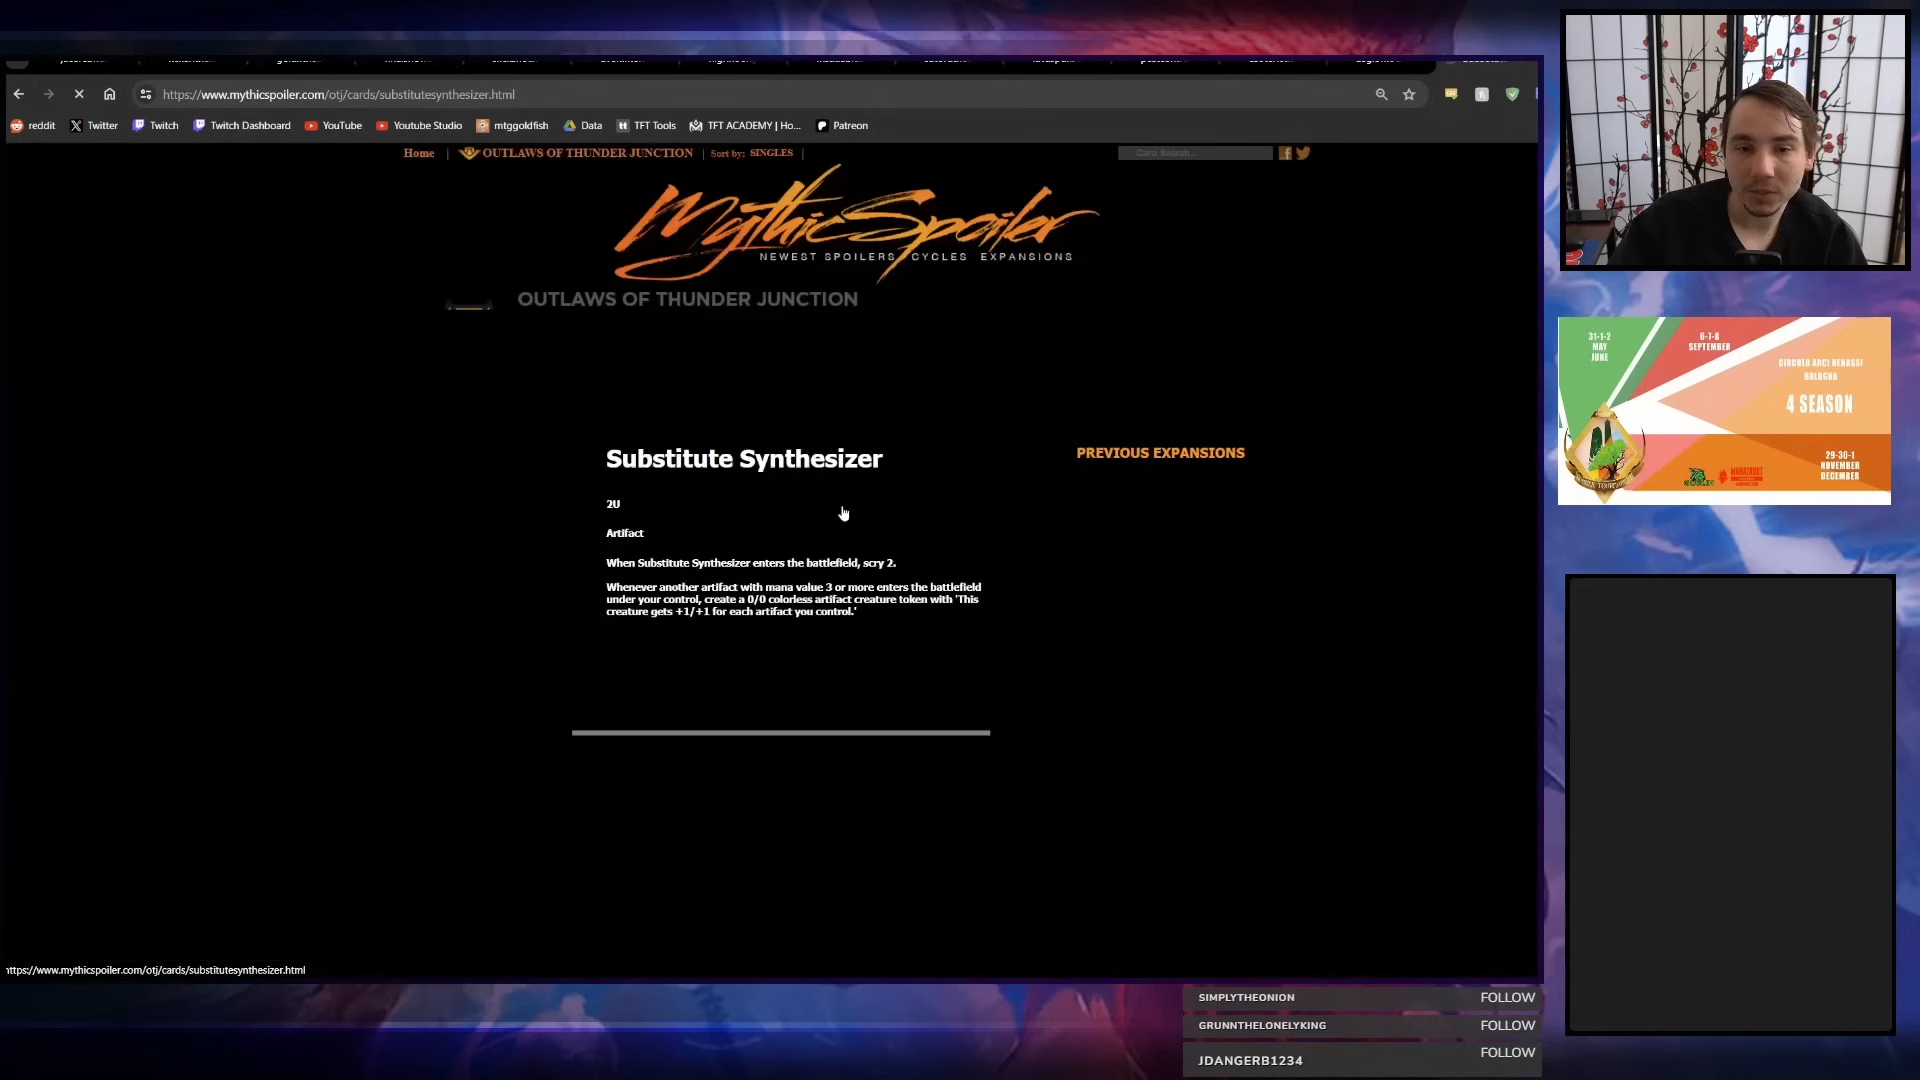 https://www.mythicspoiler.com/otj/cards/substitutesynthesizer.html
reddit Twitter Twitch Twitch Dashboard YouTube Youtube Studio mtggoldfish Data TFT Tools TFT ACADEMY | Ho... Patreon
Home | OUTLAWS OF THUNDER JUNCTION | Sort by: SINGLES |
Card Search...
MythicSpoiler
NEWEST SPOILERS CYCLES EXPANSIONS
OUTLAWS OF THUNDER JUNCTION
Substitute Synthesizer
PREVIOUS EXPANSIONS
2U
Artifact
When Substitute Synthesizer enters the battlefield, scry 2.
Whenever another artifact with mana value 3 or more enters the battlefield
under your control, create a 0/0 colorless artifact creature token with 'This
creature gets +1/+1 for each artifact you control.'
https://www.mythicspoiler.com/otj/cards/substitutesynthesizer.html
31-1-2
MAY
JUNE
6-7-8
SEPTEMBER
CIRCOLO ARCI BENASSI
BOLOGNA
4 SEASON
29-30-1
NOVEMBER
DECEMBER
SIMPLYTHEONION FOLLOW
GRUNNTHELONELYKING FOLLOW
JDANGERB1234 FOLLOW